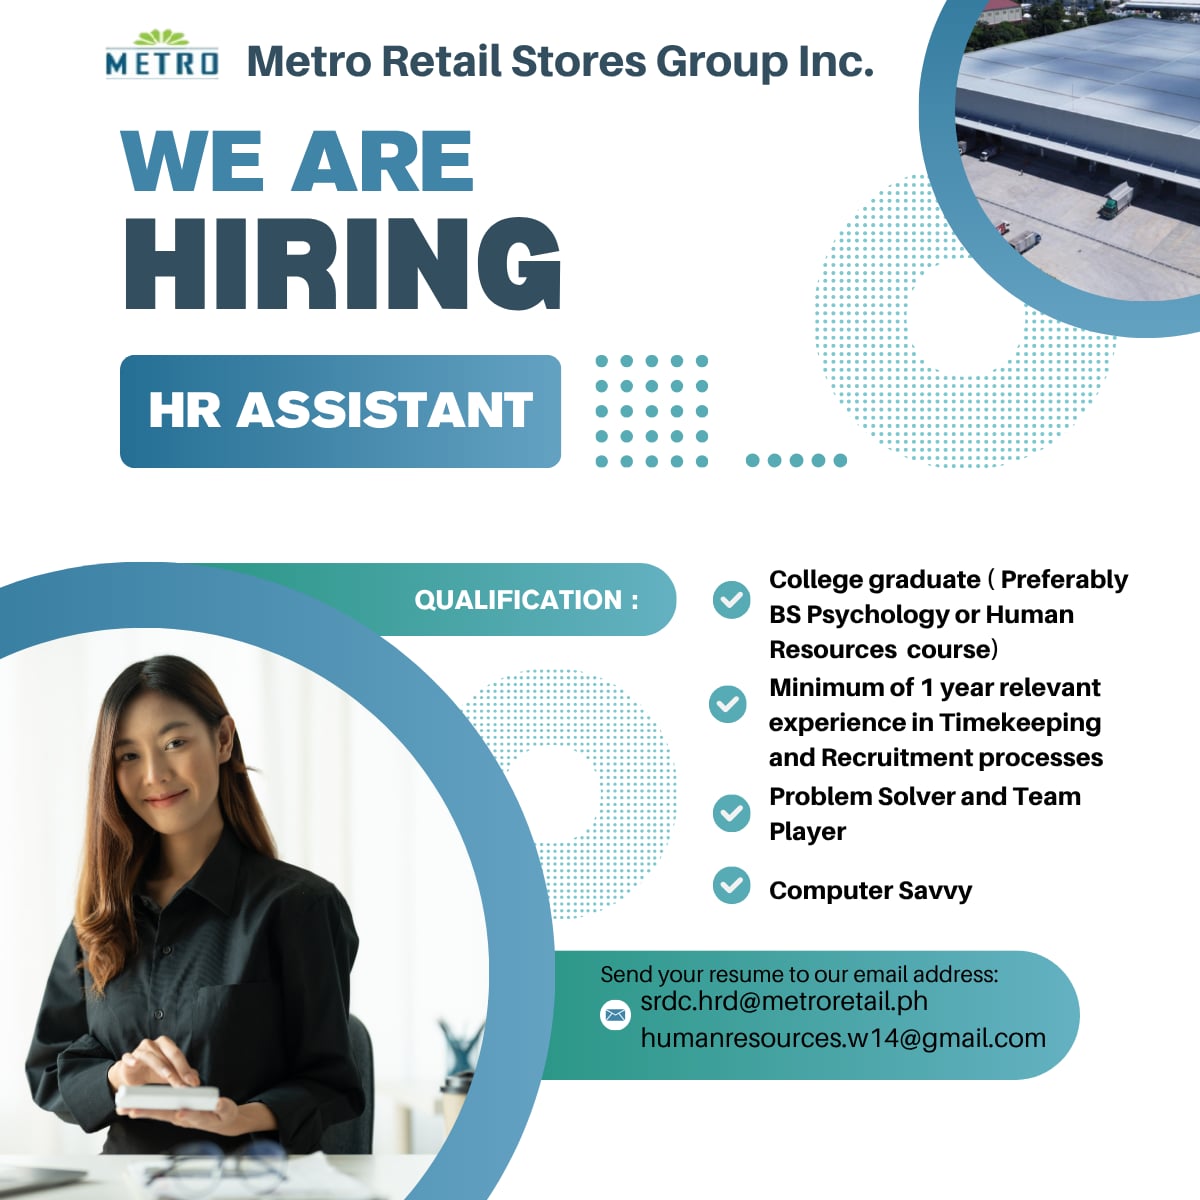 METRO
Metro Retail Stores Group Inc.
WE ARE
HIRING
HR ASSISTANT
QUALIFICATION :
College graduate ( Preferably
BS Psychology or Human
Resources course)
Minimum of 1 year relevant
experience in Timekeeping
and Recruitment processes
Problem Solver and Team
Player
Computer Savvy
Send your resume to our email address:
srdc.hrd@metroretail.ph
humanresources.w14@gmail.com